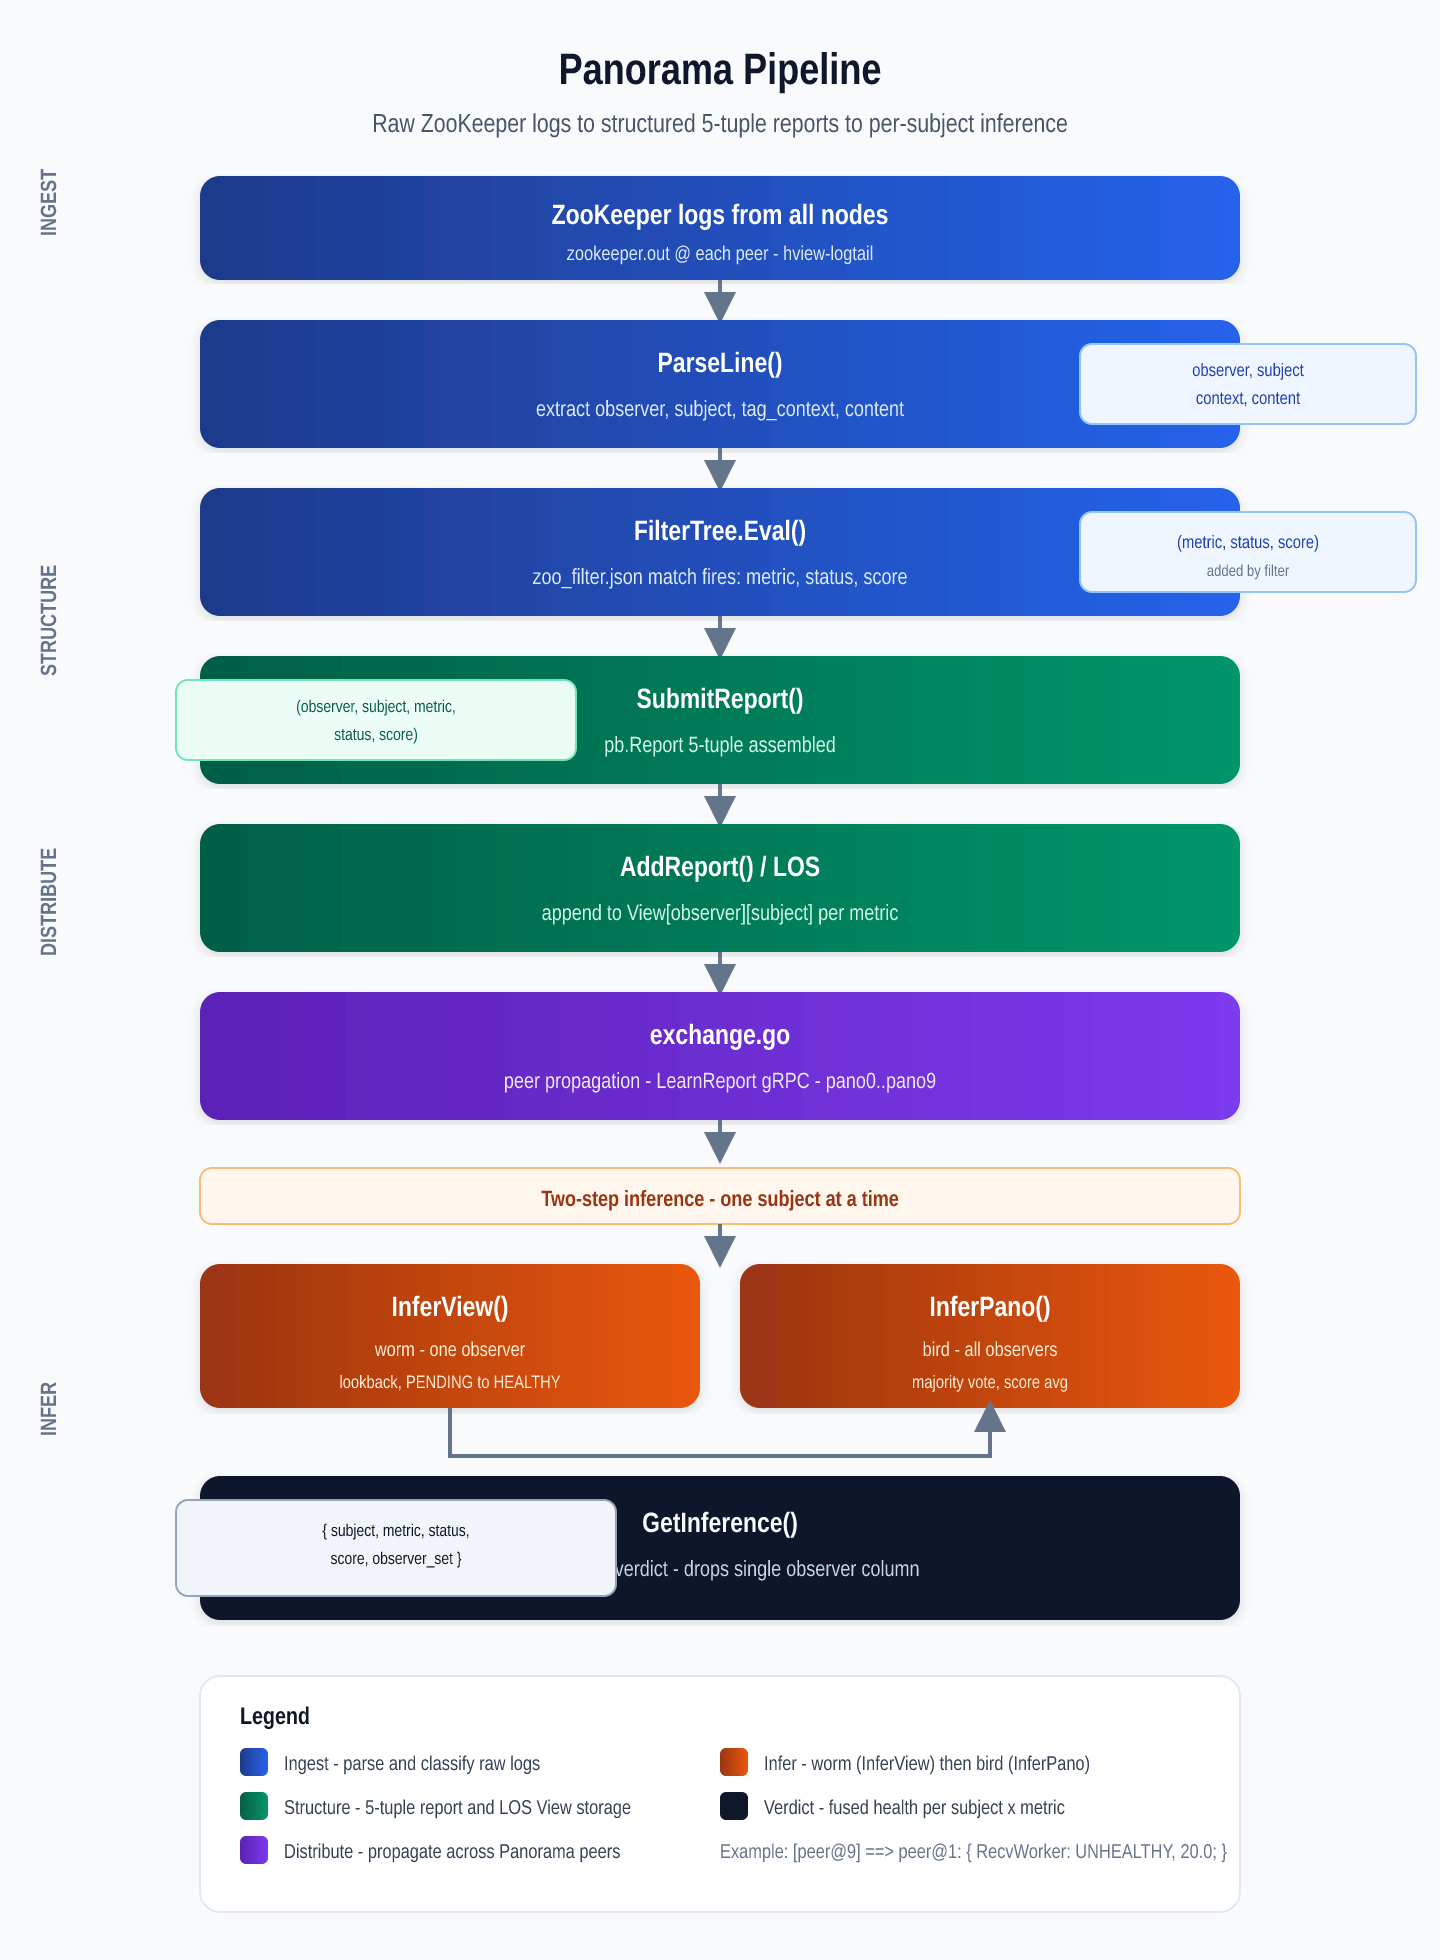 Panorama Pipeline
Raw ZooKeeper logs to structured 5-tuple reports to per-subject inference
INGEST
ZooKeeper logs from all nodes
zookeeper.out @ each peer - hview-logtail
ParseLine()
extract observer, subject, tag_context, content
observer, subject
context, content
STRUCTURE
FilterTree.Eval()
zoo_filter.json match fires: metric, status, score
(metric, status, score)
added by filter
(observer, subject, metric,
status, score)
SubmitReport()
pb.Report 5-tuple assembled
DISTRIBUTE
AddReport() / LOS
append to View[observer][subject] per metric
exchange.go
peer propagation - LearnReport gRPC - pano0..pano9
Two-step inference - one subject at a time
INFER
InferView()
worm - one observer
lookback, PENDING to HEALTHY
InferPano()
bird - all observers
majority vote, score avg
{ subject, metric, status,
score, observer_set }
GetInference()
verdict - drops single observer column
Legend
Ingest - parse and classify raw logs
Structure - 5-tuple report and LOS View storage
Distribute - propagate across Panorama peers
Infer - worm (InferView) then bird (InferPano)
Verdict - fused health per subject x metric
Example: [peer@9] ==> peer@1: { RecvWorker: UNHEALTHY, 20.0; }